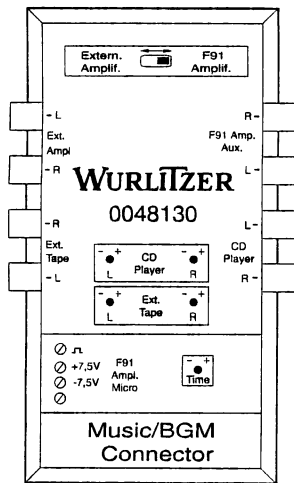 Extern. F91
Amplif. Amplif.
- L R -
Ext. F91 Amp.
Ampl Aux.
- R L -
WURLITZER
0048130
- R L -
Ext. CD
Tape Player
- L R -
- + CD - +
L Player R
- + Ext. - +
L Tape R
⎍ F91
+7,5V Ampl.
-7,5V Micro
- +
Time
Music/BGM
Connector